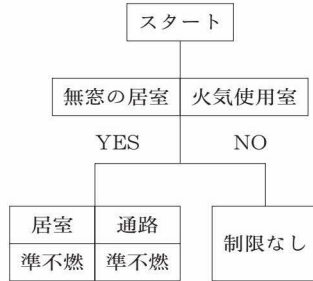 スタート
無窓の居室 火気使用室
YES NO
居室 通路
準不燃 準不燃
制限なし